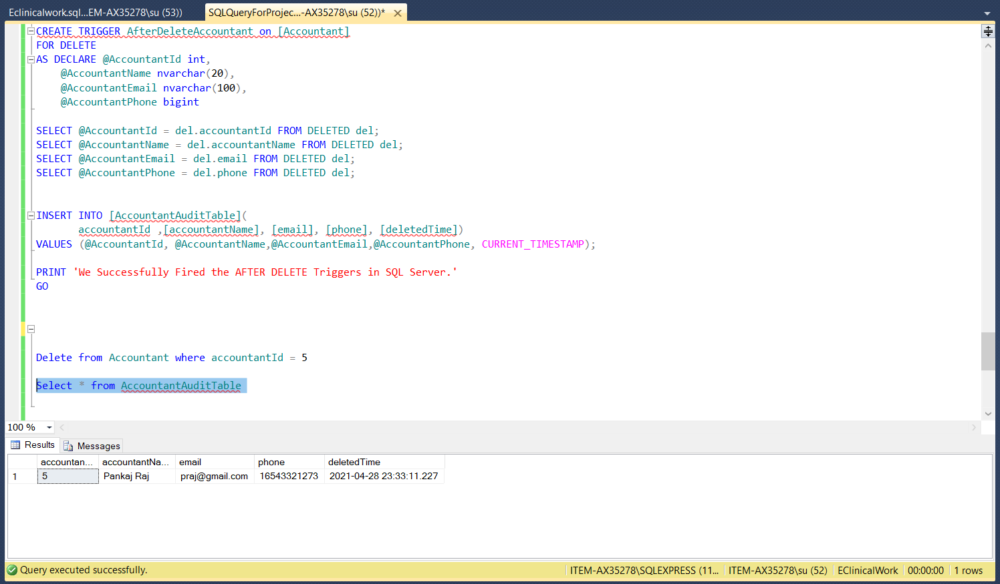 Eclinicalwork.sql...EM-AX35278\su (53))
SQLQueryForProjec...-AX35278\su (52))*
CREATE TRIGGER AfterDeleteAccountant on [Accountant]
FOR DELETE
AS DECLARE @AccountantId int,
@AccountantName nvarchar(20),
@AccountantEmail nvarchar(100),
@AccountantPhone bigint
SELECT @AccountantId = del.accountantId FROM DELETED del;
SELECT @AccountantName = del.accountantName FROM DELETED del;
SELECT @AccountantEmail = del.email FROM DELETED del;
SELECT @AccountantPhone = del.phone FROM DELETED del;
INSERT INTO [AccountantAuditTable](
accountantId ,[accountantName], [email], [phone], [deletedTime])
VALUES (@AccountantId, @AccountantName,@AccountantEmail,@AccountantPhone, CURRENT_TIMESTAMP);
PRINT 'We Successfully Fired the AFTER DELETE Triggers in SQL Server.'
GO
Delete from Accountant where accountantId = 5
Select * from AccountantAuditTable
100 %
Results Messages
accountan... accountantNa... email phone deletedTime
1 5 Pankaj Raj praj@gmail.com 16543321273 2021-04-28 23:33:11.227
Query executed successfully. ITEM-AX35278\SQLEXPRESS (11... ITEM-AX35278\su (52) EClinicalWork 00:00:00 1 rows